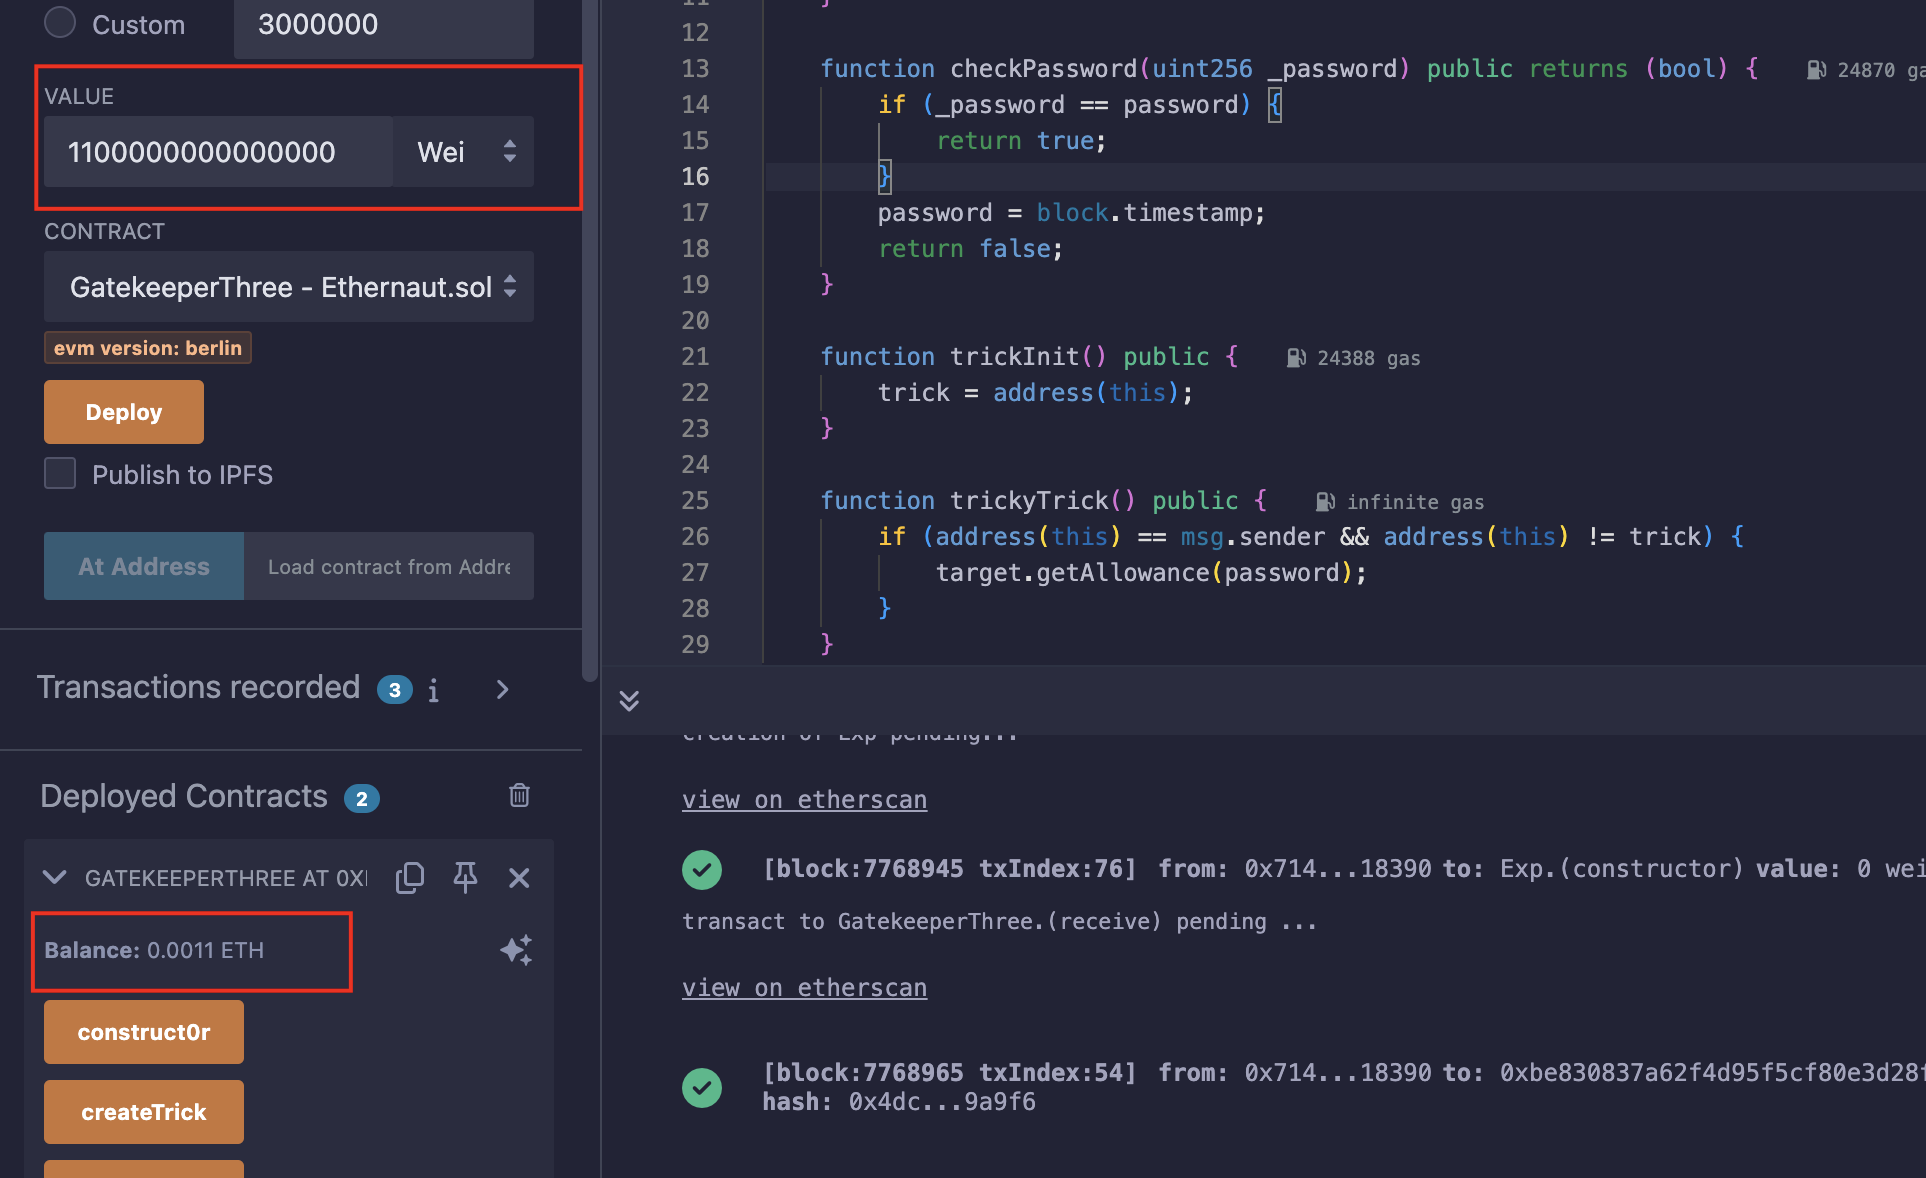 Custom
3000000
VALUE
1100000000000000
Wei
CONTRACT
GatekeeperThree - Ethernaut.sol
evm version: berlin
Deploy
Publish to IPFS
At Address
Load contract from Addre
Transactions recorded 3 i
Deployed Contracts 2
GATEKEEPERTHREE AT 0X
Balance: 0.0011 ETH
construct0r
createTrick
11 }
12
13 function checkPassword(uint256 _password) public returns (bool) { 24870 ga
14 if (_password == password) {
15 return true;
16 }
17 password = block.timestamp;
18 return false;
19 }
20
21 function trickInit() public { 24388 gas
22 trick = address(this);
23 }
24
25 function trickyTrick() public { infinite gas
26 if (address(this) == msg.sender && address(this) != trick) {
27 target.getAllowance(password);
28 }
29 }
creation of Exp pending...
view on etherscan
[block:7768945 txIndex:76] from: 0x714...18390 to: Exp.(constructor) value: 0 wei
transact to GatekeeperThree.(receive) pending ...
view on etherscan
[block:7768965 txIndex:54] from: 0x714...18390 to: 0xbe830837a62f4d95f5cf80e3d28f
hash: 0x4dc...9a9f6